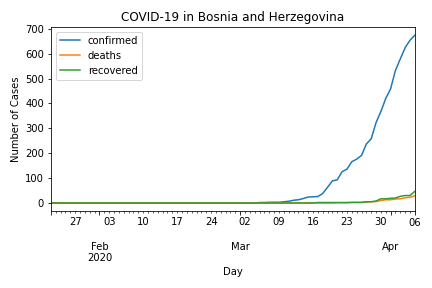 COVID-19 in Bosnia and Herzegovina
Number of Cases
700
600
500
400
300
200
100
0
confirmed
deaths
recovered
27 03 10 17 24 02 09 16 23 30 06
Feb Mar Apr
2020
Day